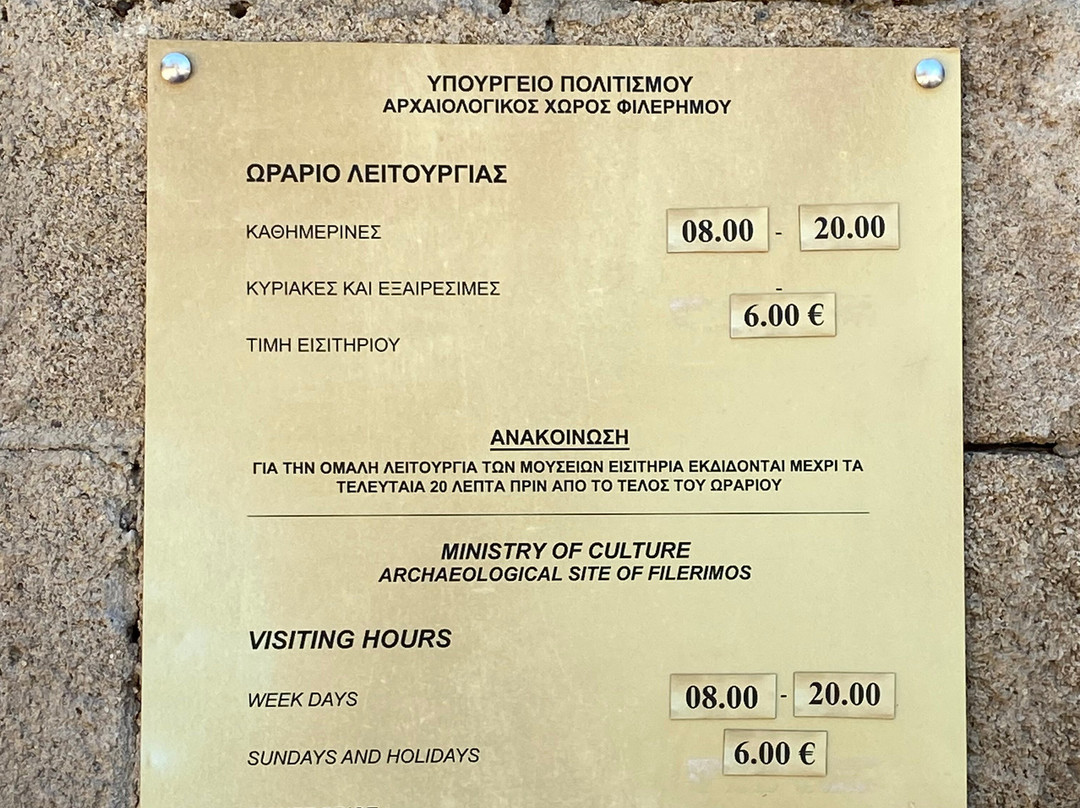 ΥΠΟΥΡΓΕΙΟ ΠΟΛΙΤΙΣΜΟΥ
ΑΡΧΑΙΟΛΟΓΙΚΟΣ ΧΩΡΟΣ ΦΙΛΕΡΗΜΟΥ
ΩΡΑΡΙΟ ΛΕΙΤΟΥΡΓΙΑΣ
ΚΑΘΗΜΕΡΙΝΕΣ 08.00 - 20.00
ΚΥΡΙΑΚΕΣ ΚΑΙ ΕΞΑΙΡΕΣΙΜΕΣ -
6.00 €
ΤΙΜΗ ΕΙΣΙΤΗΡΙΟΥ
ΑΝΑΚΟΙΝΩΣΗ
ΓΙΑ ΤΗΝ ΟΜΑΛΗ ΛΕΙΤΟΥΡΓΙΑ ΤΩΝ ΜΟΥΣΕΙΩΝ ΕΙΣΙΤΗΡΙΑ ΕΚΔΙΔΟΝΤΑΙ ΜΕΧΡΙ ΤΑ
ΤΕΛΕΥΤΑΙΑ 20 ΛΕΠΤΑ ΠΡΙΝ ΑΠΟ ΤΟ ΤΕΛΟΣ ΤΟΥ ΩΡΑΡΙΟΥ
MINISTRY OF CULTURE
ARCHAEOLOGICAL SITE OF FILERIMOS
VISITING HOURS
WEEK DAYS 08.00 - 20.00
SUNDAYS AND HOLIDAYS 6.00 €